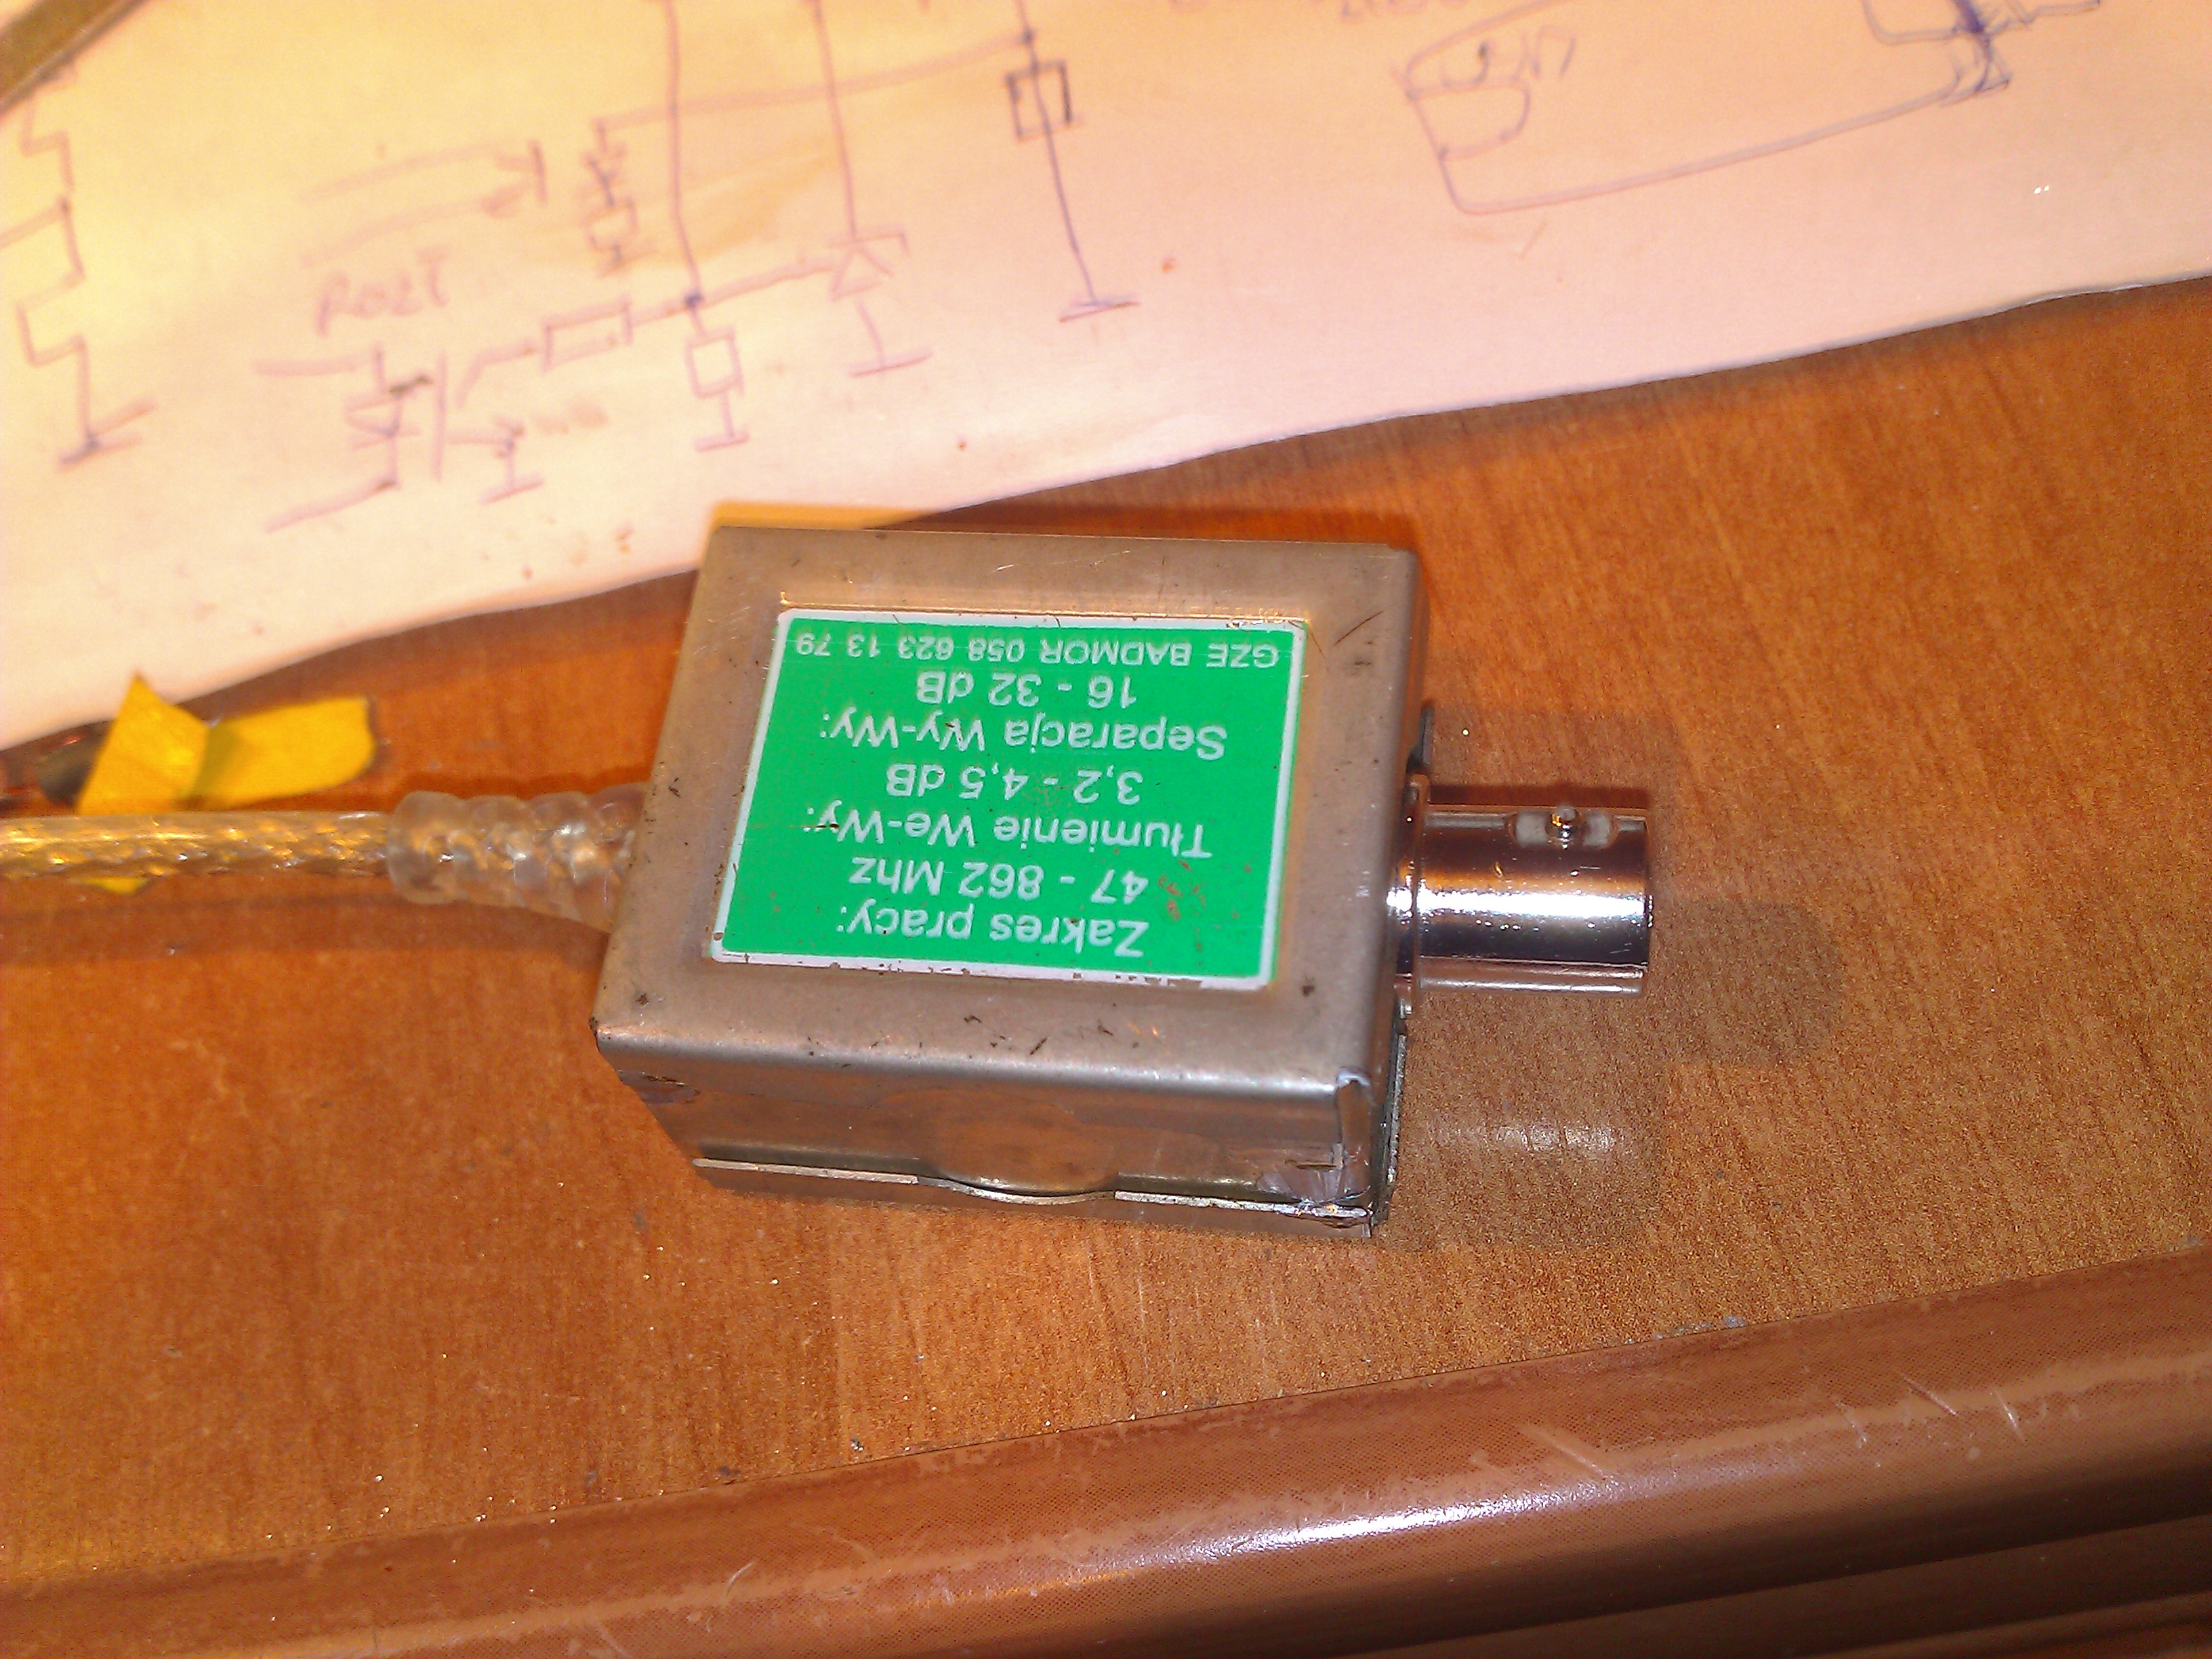 Zakres pracy:
47 - 862 Mhz
Tłumienie We-Wy:
3,2 - 4,5 dB
Separacja Wy-Wy:
16 - 32 dB
GZE BADMOR 058 623 13 79